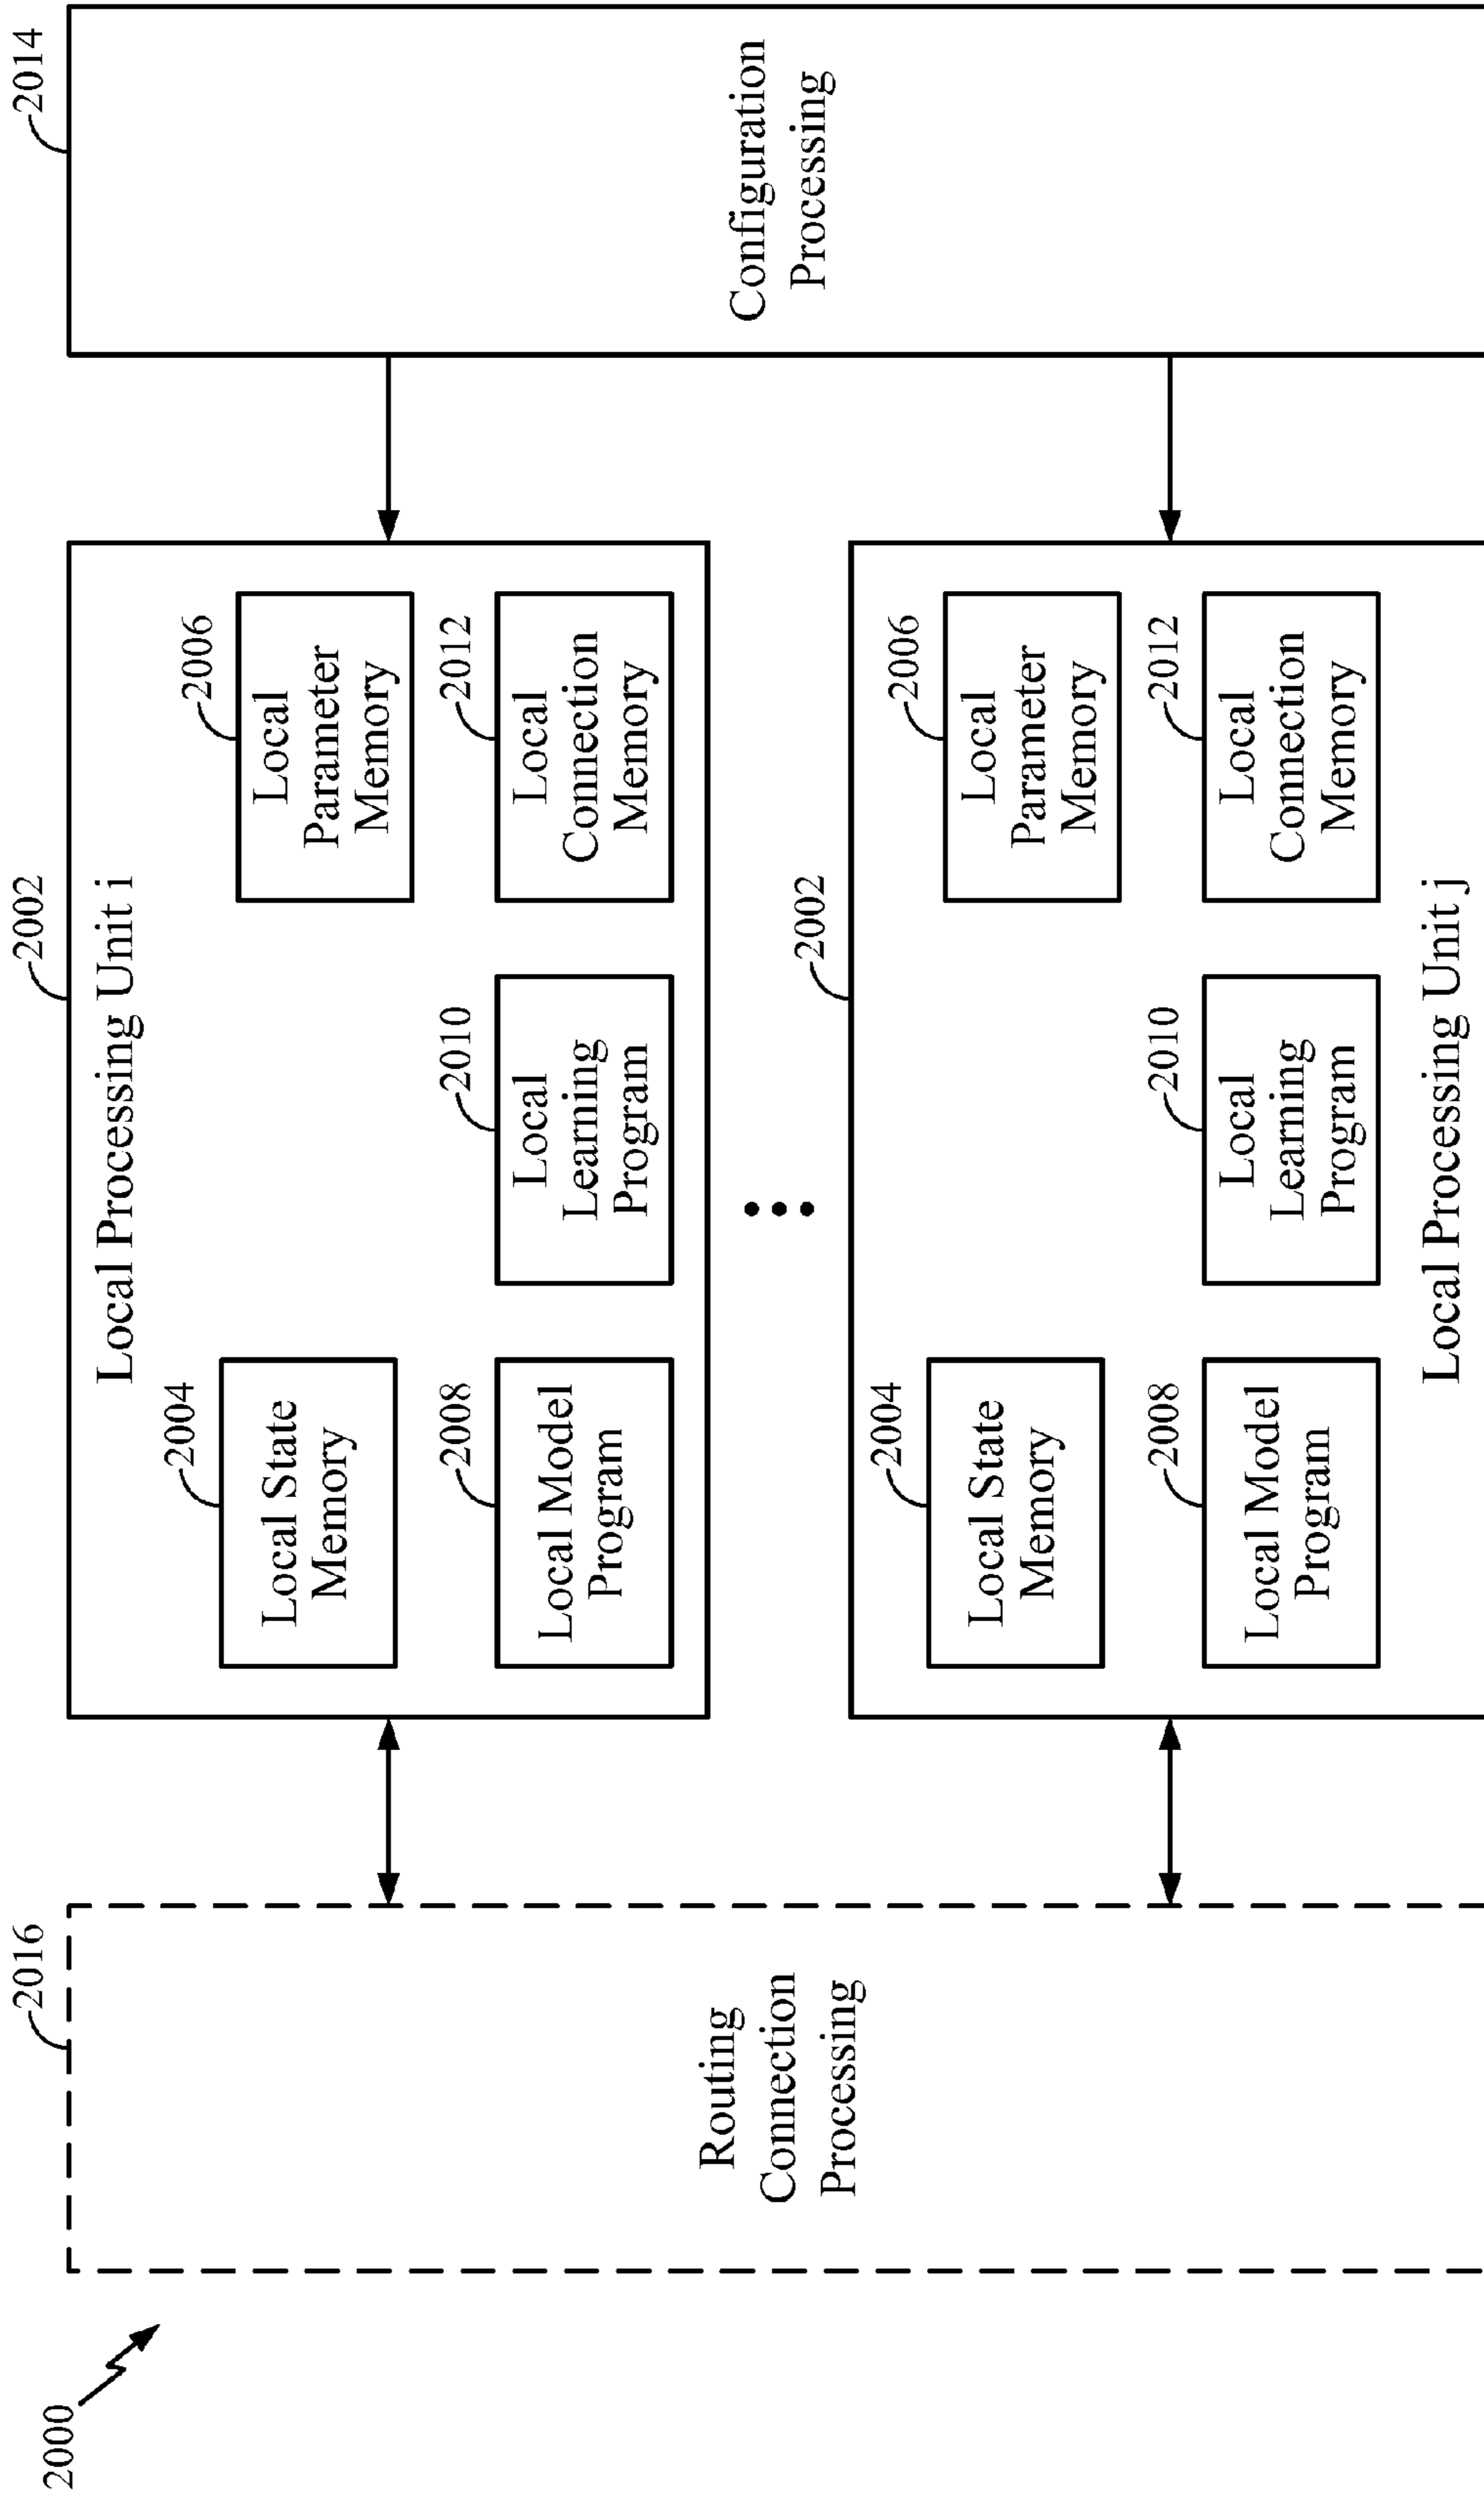 2000
2016
Routing
Connection
Processing
2002
Local Processing Unit i
2004
Local State
Memory
2006
Local
Parameter
Memory
2008
Local Model
Program
2010
Local
Learning
Program
2012
Local
Connection
Memory
2002
2004
Local State
Memory
2006
Local
Parameter
Memory
2008
Local Model
Program
2010
Local
Learning
Program
2012
Local
Connection
Memory
Local Processing Unit j
2014
Configuration
Processing